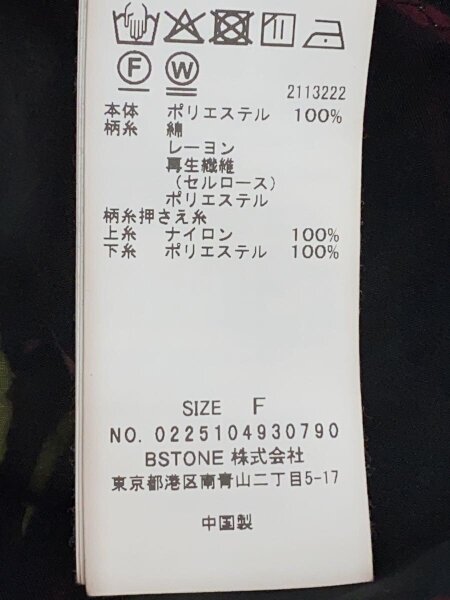 F W
2113222
本体 ポリエステル 100%
柄糸 綿
レーヨン
再生繊維
(セルロース)
ポリエステル
柄糸押さえ糸
上糸 ナイロン 100%
下糸 ポリエステル 100%
SIZE F
NO. 0225104930790
BSTONE 株式会社
東京都港区南青山二丁目5-17
中国製